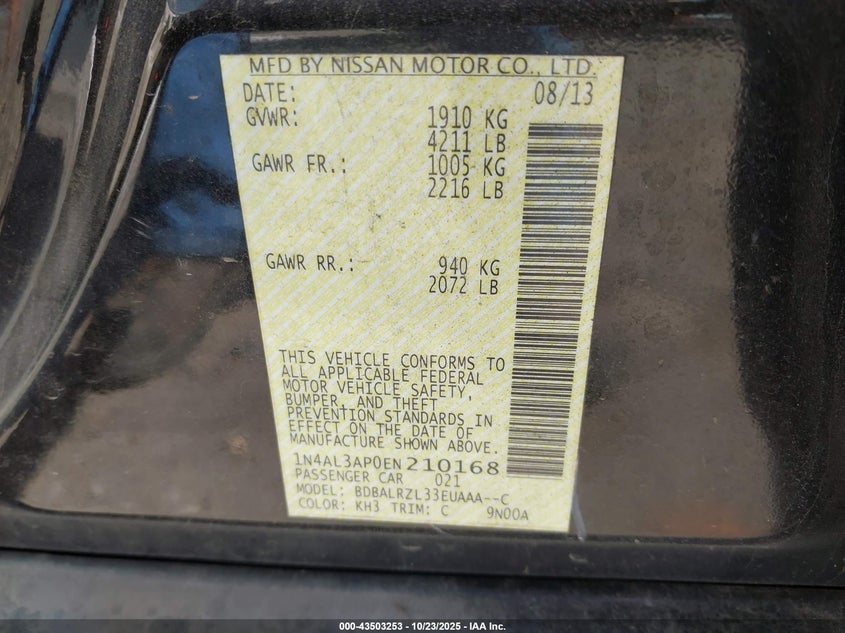 MFD BY NISSAN MOTOR CO., LTD.
DATE: 08/13
GVWR: 1910 KG
4211 LB
GAWR FR.: 1005 KG
2216 LB
GAWR RR.: 940 KG
2072 LB
THIS VEHICLE CONFORMS TO
ALL APPLICABLE FEDERAL
MOTOR VEHICLE SAFETY,
BUMPER, AND THEFT
PREVENTION STANDARDS IN
EFFECT ON THE DATE OF
MANUFACTURE SHOWN ABOVE.
1N4AL3AP0EN210168
PASSENGER CAR 021
MODEL: BDBALRZL33EUAAA--C
COLOR: KH3 TRIM: C 9N00A
000-43503253 - 10/23/2025 - IAA Inc.